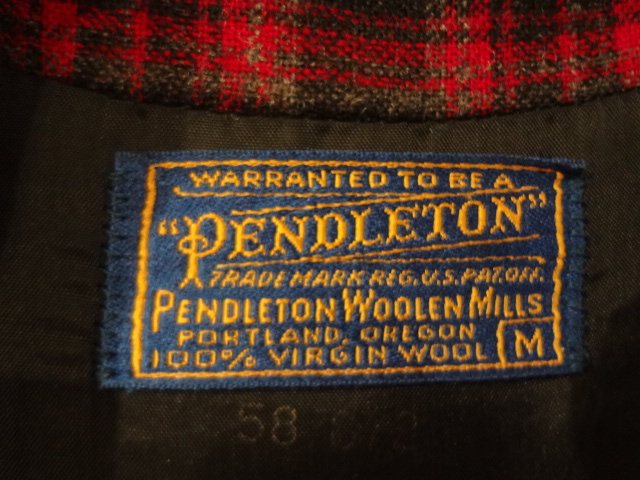 WARRANTED TO BE A
"PENDLETON"
TRADE MARK REG. U.S. PAT. OFF.
PENDLETON WOOLEN MILLS
PORTLAND, OREGON
100% VIRGIN WOOL M
58